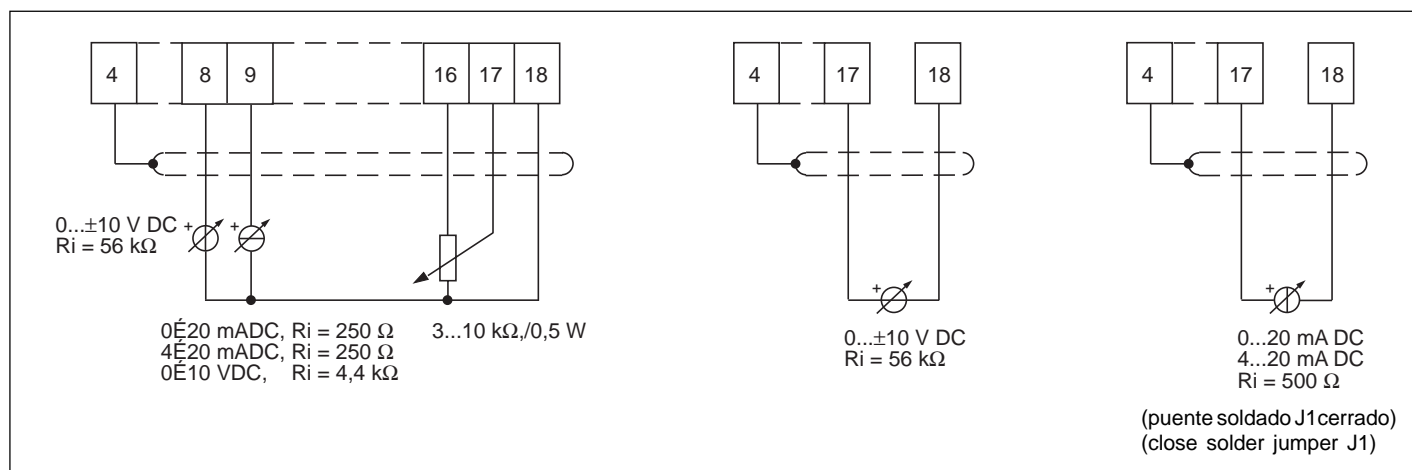 4 8 9 16 17 18
0...±10 V DC + +
Ri = 56 kΩ
0É20 mADC, Ri = 250 Ω
4É20 mADC, Ri = 250 Ω
0É10 VDC, Ri = 4,4 kΩ
3...10 kΩ,/0,5 W
4 17 18
+
0...±10 V DC
Ri = 56 kΩ
4 17 18
+
0...20 mA DC
4...20 mA DC
Ri = 500 Ω
(puente soldado J1 cerrado)
(close solder jumper J1)